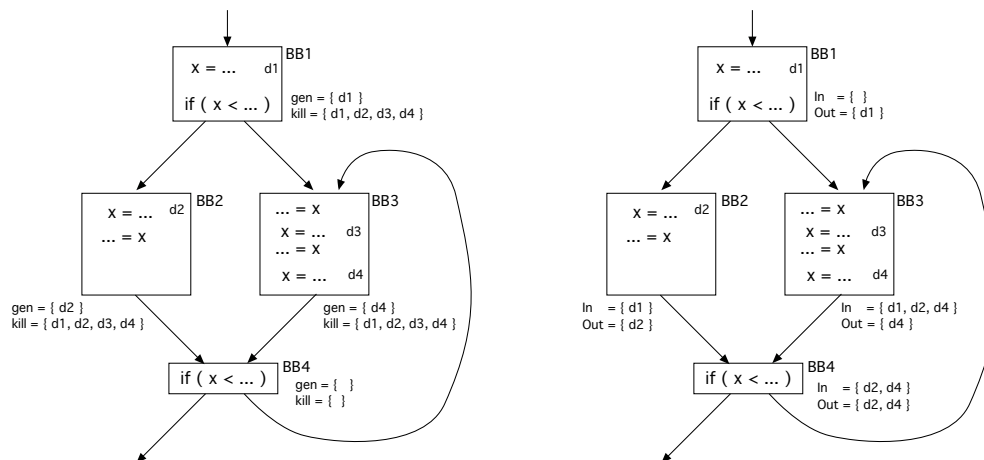 BB1
x = ... d1
if ( x < ... )
gen = { d1 }
kill = { d1, d2, d3, d4 }
BB2
x = ... d2
... = x
gen = { d2 }
kill = { d1, d2, d3, d4 }
BB3
... = x
x = ... d3
... = x
x = ... d4
gen = { d4 }
kill = { d1, d2, d3, d4 }
BB4
if ( x < ... )
gen = { }
kill = { }
BB1
x = ... d1
if ( x < ... )
In = { }
Out = { d1 }
BB2
x = ... d2
... = x
In = { d1 }
Out = { d2 }
BB3
... = x
x = ... d3
... = x
x = ... d4
In = { d1, d2, d4 }
Out = { d4 }
BB4
if ( x < ... )
In = { d2, d4 }
Out = { d2, d4 }